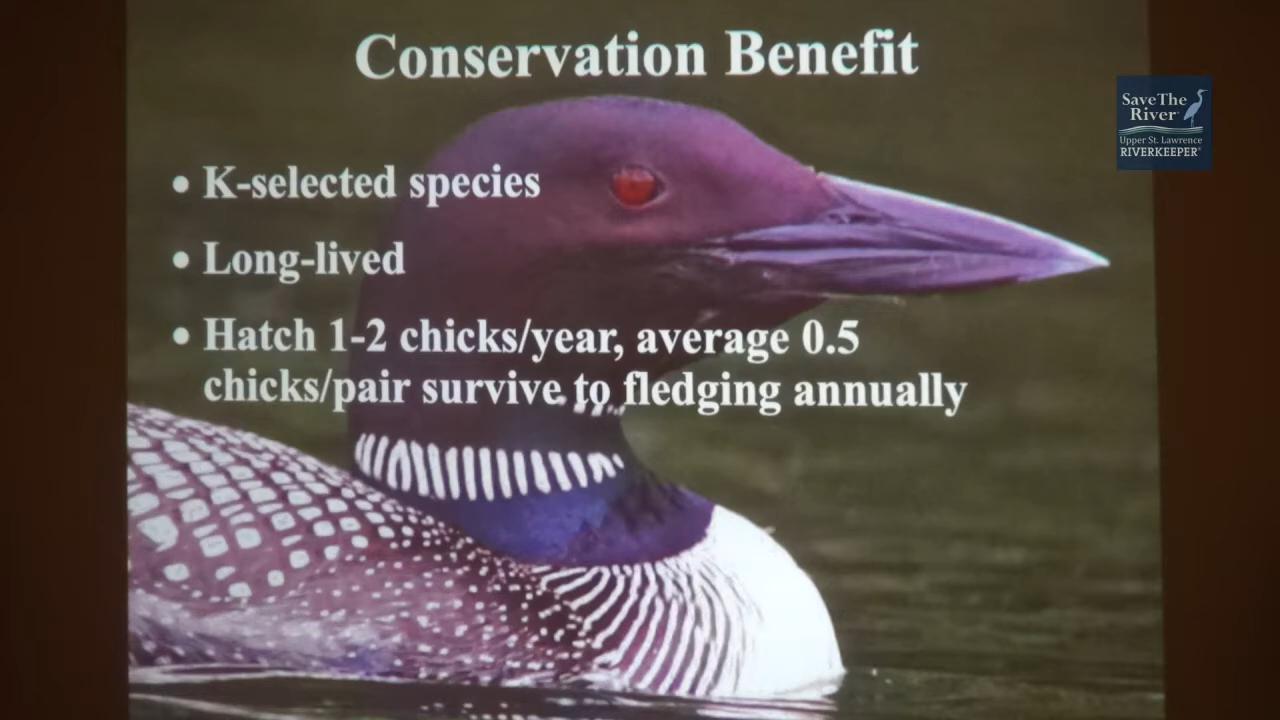 Conservation Benefit
• K-selected species
• Long-lived
• Hatch 1-2 chicks/year, average 0.5
chicks/pair survive to fledging annually
Save The
River
Upper St. Lawrence
RIVERKEEPER®